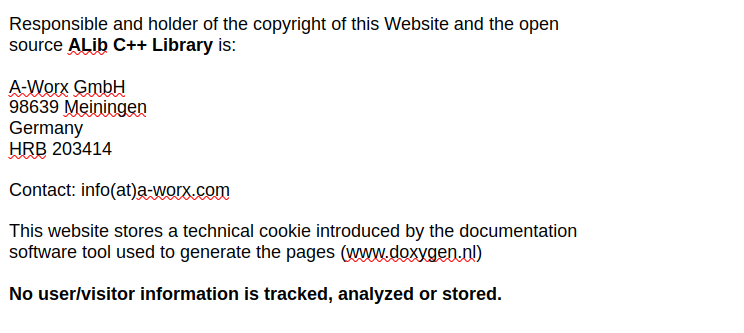 Responsible and holder of the copyright of this Website and the open
source ALib C++ Library is:
A-Worx GmbH
98639 Meiningen
Germany
HRB 203414
Contact: info(at)a-worx.com
This website stores a technical cookie introduced by the documentation
software tool used to generate the pages (www.doxygen.nl)
No user/visitor information is tracked, analyzed or stored.